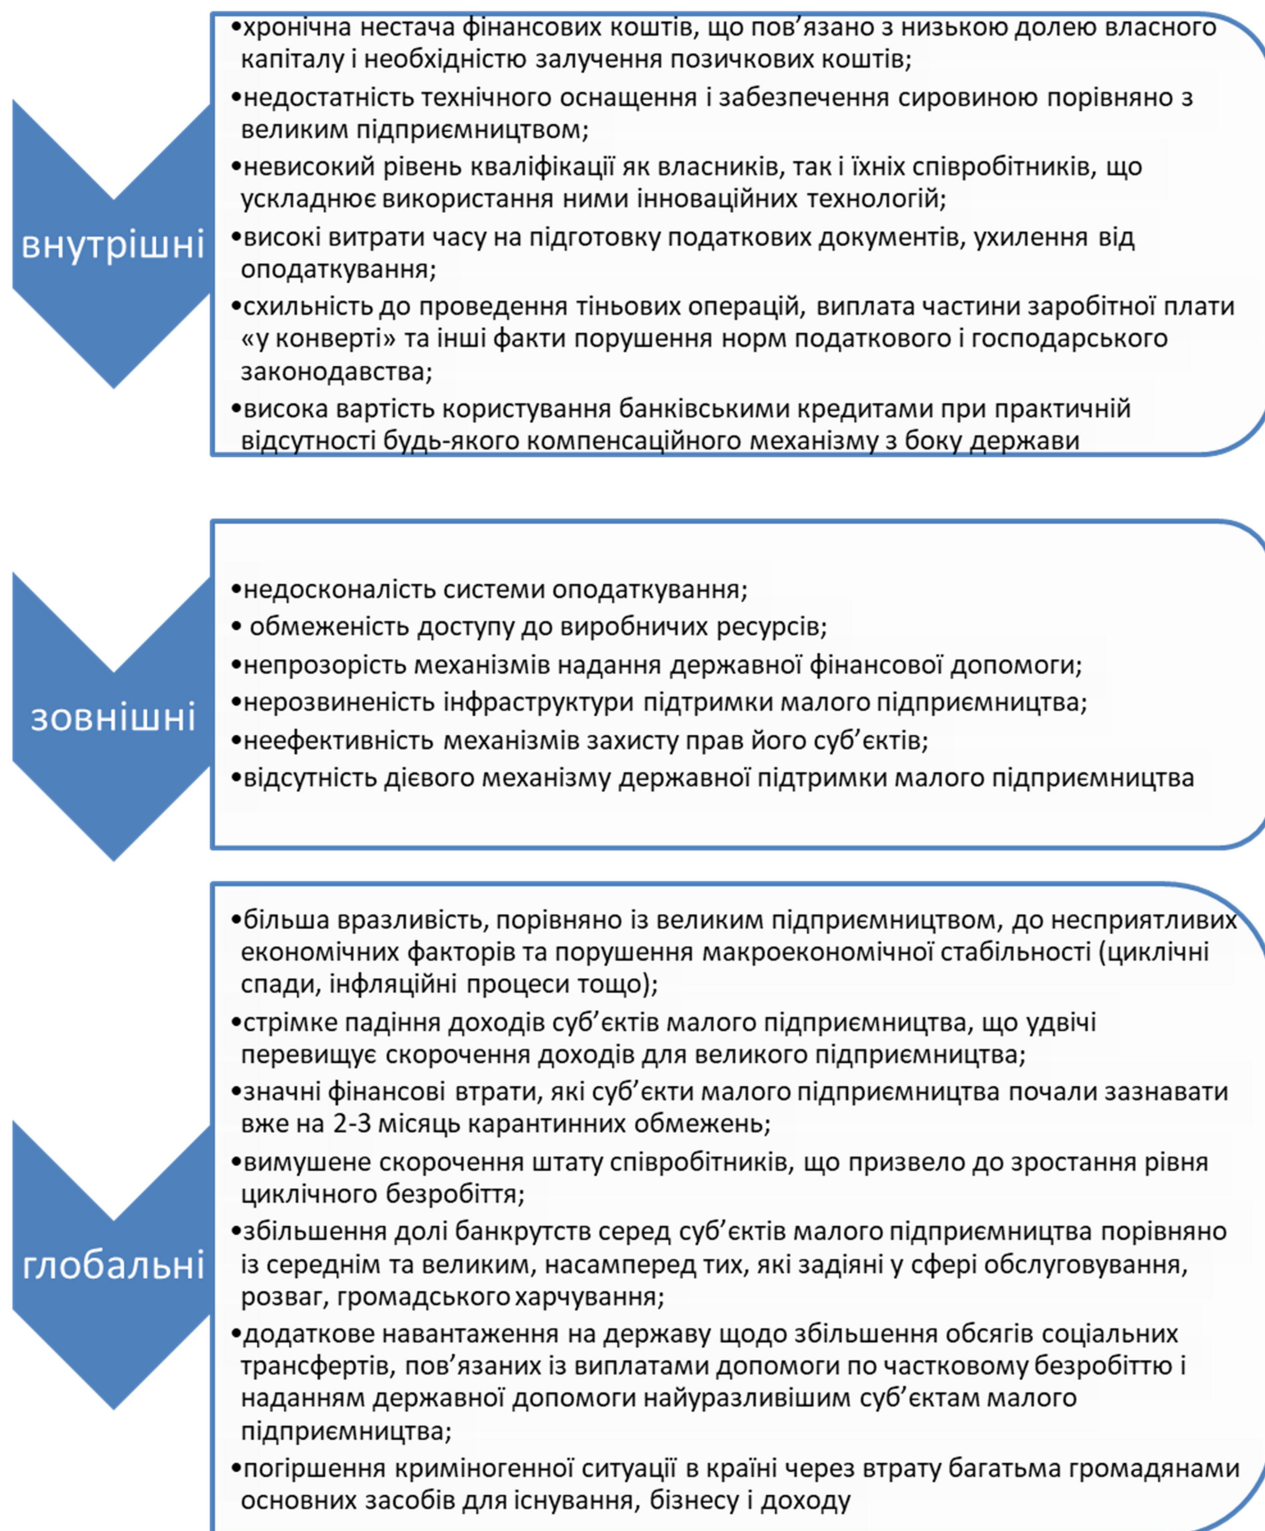 внутрішні
•хронічна нестача фінансових коштів, що пов’язано з низькою долею власного
капіталу і необхідністю залучення позичкових коштів;
•недостатність технічного оснащення і забезпечення сировиною порівняно з
великим підприємництвом;
•невисокий рівень кваліфікації як власників, так і їхніх співробітників, що
ускладнює використання ними інноваційних технологій;
•високі витрати часу на підготовку податкових документів, ухилення від
оподаткування;
•схильність до проведення тіньових операцій, виплата частини заробітної плати
«у конверті» та інші факти порушення норм податкового і господарського
законодавства;
•висока вартість користування банківськими кредитами при практичній
відсутності будь-якого компенсаційного механізму з боку держави
зовнішні
•недосконалість системи оподаткування;
• обмеженість доступу до виробничих ресурсів;
•непрозорість механізмів надання державної фінансової допомоги;
•нерозвиненість інфраструктури підтримки малого підприємництва;
•неефективність механізмів захисту прав його суб’єктів;
•відсутність дієвого механізму державної підтримки малого підприємництва
глобальні
•більша вразливість, порівняно із великим підприємництвом, до несприятливих
економічних факторів та порушення макроекономічної стабільності (циклічні
спади, інфляційні процеси тощо);
•стрімке падіння доходів суб’єктів малого підприємництва, що удвічі
перевищує скорочення доходів для великого підприємництва;
•значні фінансові втрати, які суб’єкти малого підприємництва почали зазнавати
вже на 2-3 місяць карантинних обмежень;
•вимушене скорочення штату співробітників, що призвело до зростання рівня
циклічного безробіття;
•збільшення долі банкрутств серед суб’єктів малого підприємництва порівняно
із середнім та великим, насамперед тих, які задіяні у сфері обслуговування,
розваг, громадського харчування;
•додаткове навантаження на державу щодо збільшення обсягів соціальних
трансфертів, пов’язаних із виплатами допомоги по частковому безробіттю і
наданням державної допомоги найуразливішим суб’єктам малого
підприємництва;
•погіршення криміногенної ситуації в країні через втрату багатьма громадянами
основних засобів для існування, бізнесу і доходу